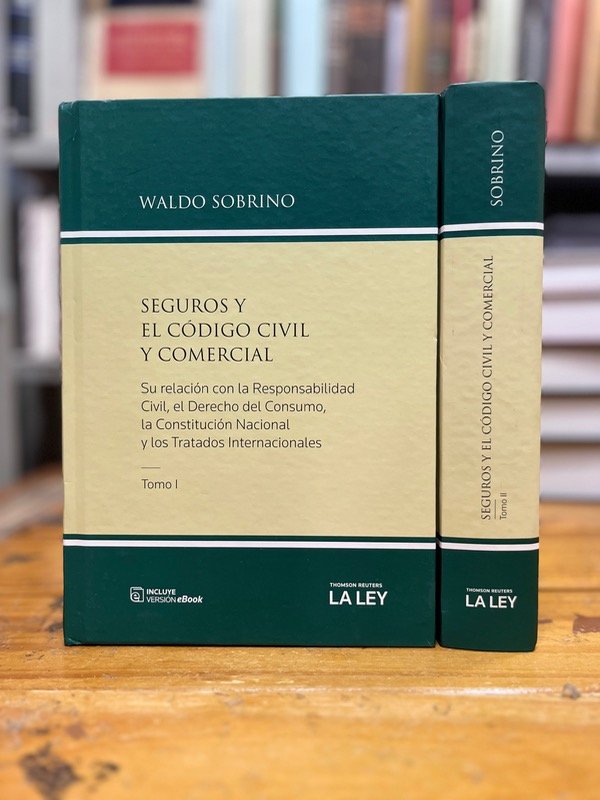 WALDO SOBRINO
SEGUROS Y
EL CÓDIGO CIVIL
Y COMERCIAL
Su relación con la Responsabilidad
Civil, el Derecho del Consumo,
la Constitución Nacional
y los Tratados Internacionales
Tomo I
e INCLUYE
VERSIÓN eBook
THOMSON REUTERS
LA LEY
SOBRINO
SEGUROS Y EL CÓDIGO CIVIL Y COMERCIAL
Tomo II
THOMSON REUTERS
LA LEY